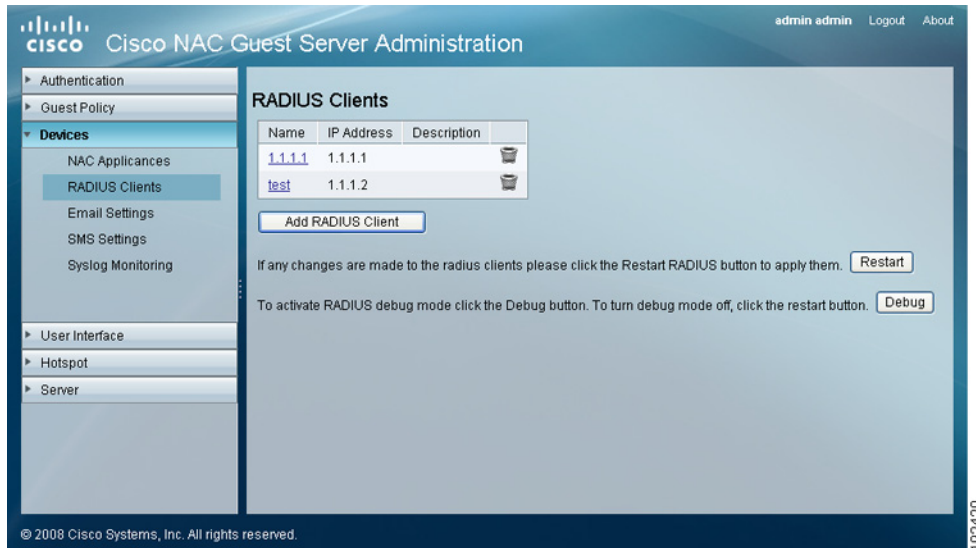 admin admin Logout About
CISCO Cisco NAC Guest Server Administration
Authentication
Guest Policy
Devices
NAC Applicances
RADIUS Clients
Email Settings
SMS Settings
Syslog Monitoring
User Interface
Hotspot
Server
RADIUS Clients
Name IP Address Description
1.1.1.1 1.1.1.1
test 1.1.1.2
Add RADIUS Client
If any changes are made to the radius clients please click the Restart RADIUS button to apply them. Restart
To activate RADIUS debug mode click the Debug button. To turn debug mode off, click the restart button. Debug
© 2008 Cisco Systems, Inc. All rights reserved.